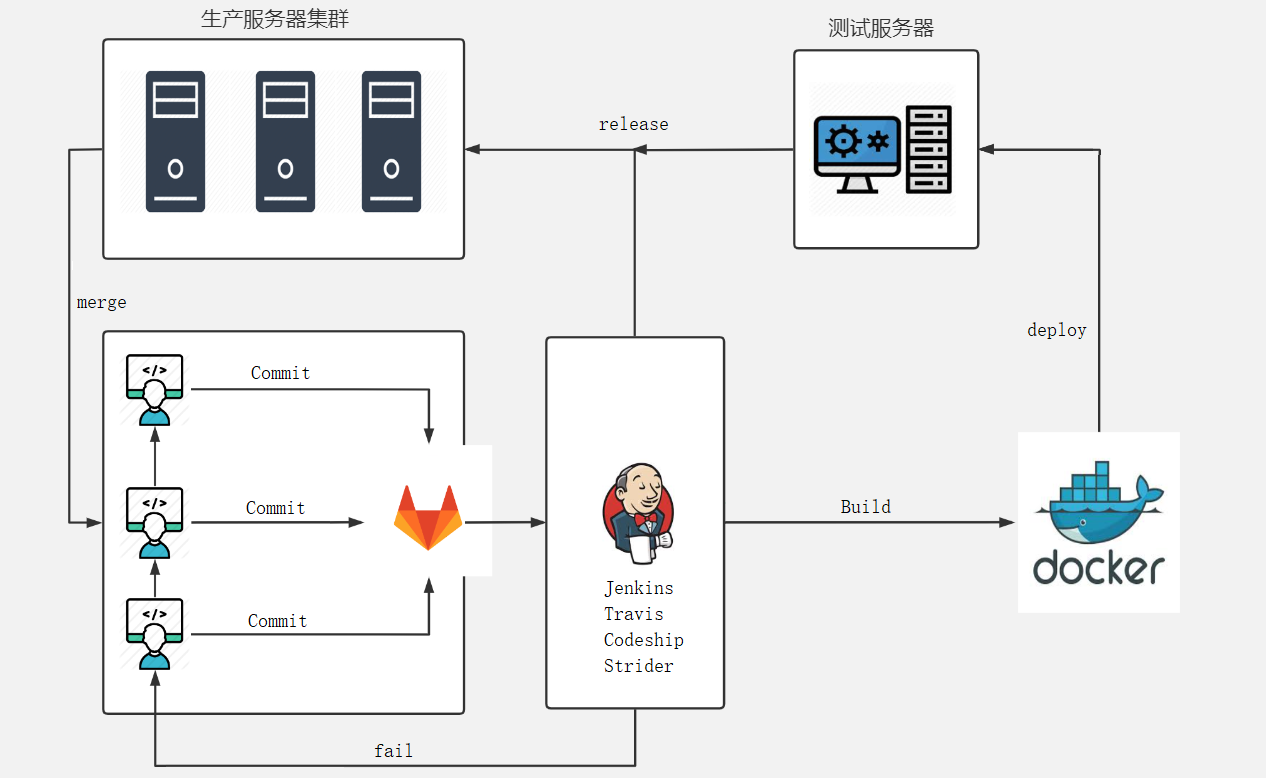 生产服务器集群
测试服务器
release
merge
deploy
Commit
Commit
Build
Commit
docker
Jenkins
Travis
Codeship
Strider
fail